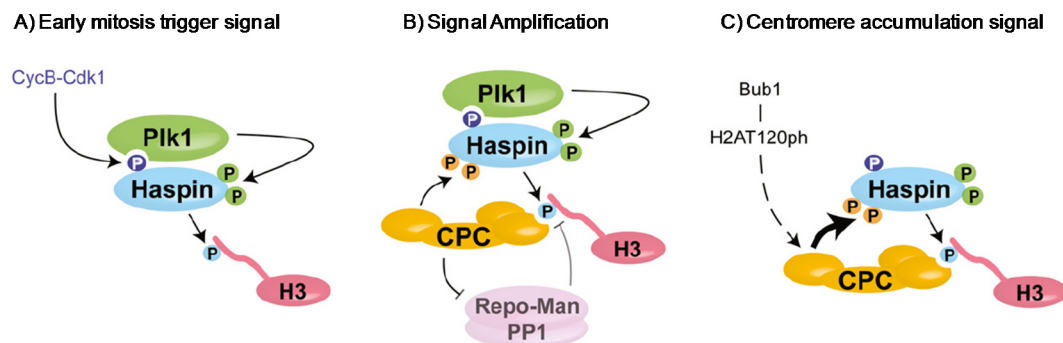 A) Early mitosis trigger signal
CycB-Cdk1
Plk1
P
Haspin
P
P
P
H3
B) Signal Amplification
Plk1
P
Haspin
P
P
P
P
CPC
P
H3
Repo-Man
PP1
C) Centromere accumulation signal
Bub1
H2AT120ph
P
Haspin
P
P
P
P
CPC
P
H3